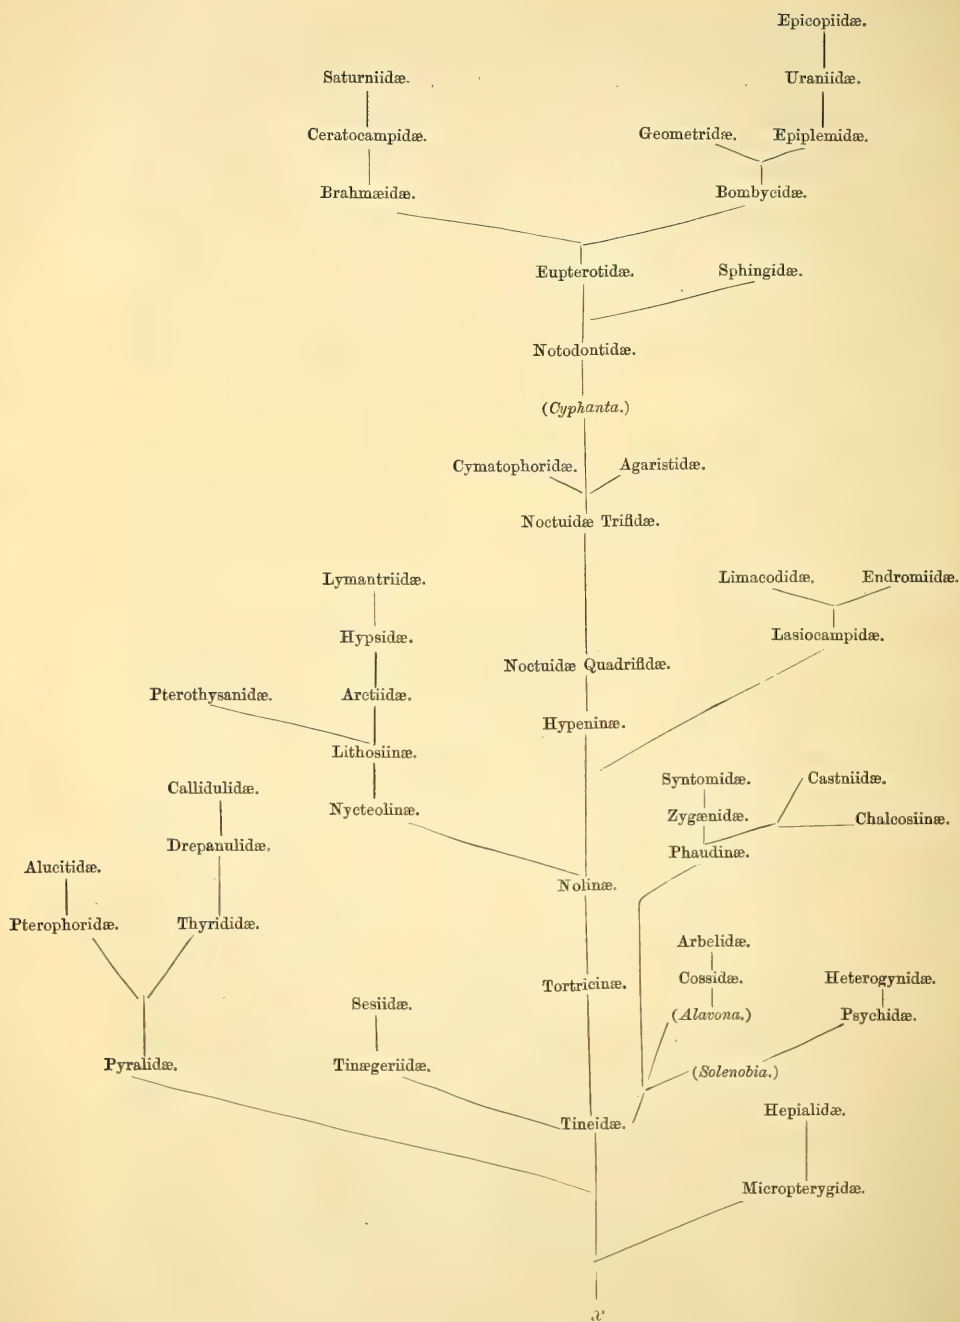 Epicopiidæ.
Saturniidæ.
Uraniidæ.
Ceratocampidæ.
Geometridæ.
Epiplemidæ.
Brahmæidæ.
Bombycidæ.
Eupterotidæ.
Sphingidæ.
Notodontidæ.
(Cyphanta.)
Cymatophoridæ.
Agaristidæ.
Noctuidæ Trifidæ.
Lymantriidæ.
Limacodidæ.
Endromiidæ.
Hypsidæ.
Lasiocampidæ.
Noctuidæ Quadrifidæ.
Pterothysanidæ.
Arctiidæ.
Hypeninæ.
Lithosiinæ.
Syntomidæ.
Castniidæ.
Callidulidæ.
Nycteolinæ.
Zygænidæ.
Chalcosiinæ.
Drepanulidæ.
Phaudinæ.
Alucitidæ.
Nolinæ.
Pterophoridæ.
Thyrididæ.
Arbelidæ.
Cossidæ.
Heterogynidæ.
Tortricinæ.
Sesiidæ.
(Alavona.)
Psychidæ.
Pyralidæ.
Tinægeriidæ.
(Solenobia.)
Hepialidæ.
Tineidæ.
Micropterygidæ.
x